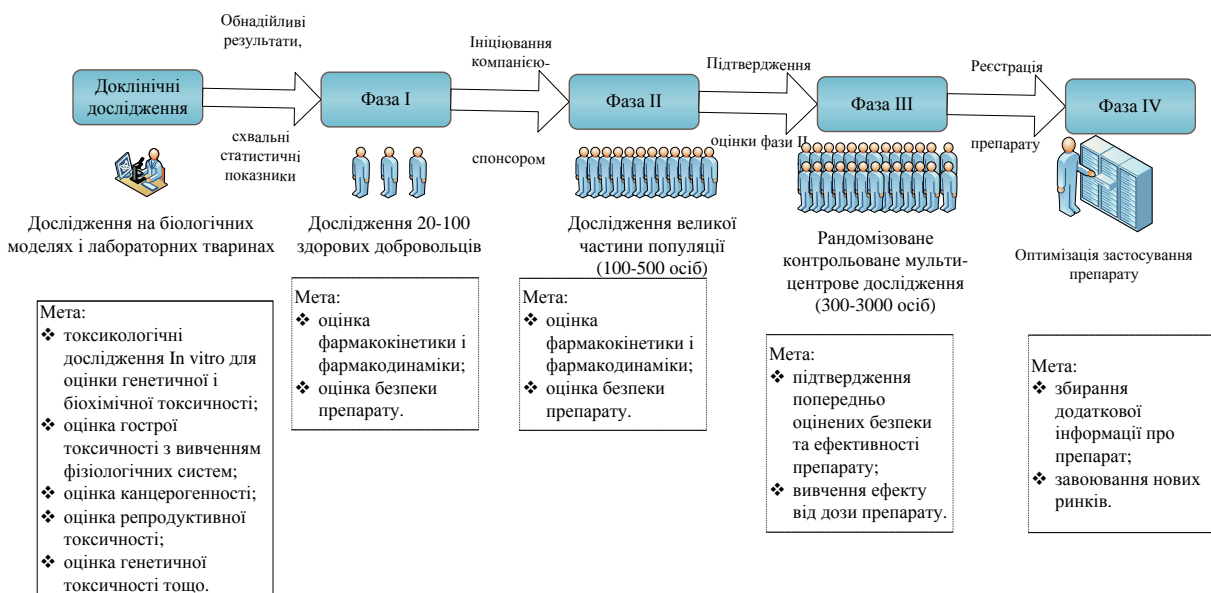 Доклінічні
дослідження
Обнадійливі
результати,
схвальні
статистичні
показники
Фаза I
Ініціювання
компанією-
спонсором
Фаза II
Підтвердження
оцінки фази II
Фаза III
Реєстрація
препарату
Фаза IV
Дослідження на біологічних
моделях і лабораторних тваринах
Дослідження 20-100
здорових добровольців
Дослідження великої
частини популяції
(100-500 осіб)
Рандомізоване
контрольоване мульти-
центрове дослідження
(300-3000 осіб)
Оптимізація застосування
препарату
Мета:
❖ токсикологічні
дослідження In vitro для
оцінки генетичної і
біохімічної токсичності;
❖ оцінка гострої
токсичності з вивченням
фізіологічних систем;
❖ оцінка канцерогенності;
❖ оцінка репродуктивної
токсичності;
❖ оцінка генетичної
токсичності тощо.
Мета:
❖ оцінка
фармакокінетики і
фармакодинаміки;
❖ оцінка безпеки
препарату.
Мета:
❖ оцінка
фармакокінетики і
фармакодинаміки;
❖ оцінка безпеки
препарату.
Мета:
❖ підтвердження
попередньо
оцінених безпеки
та ефективності
препарату;
❖ вивчення ефекту
від дози препарату.
Мета:
❖ збирання
додаткової
інформації про
препарат;
❖ завоювання нових
ринків.